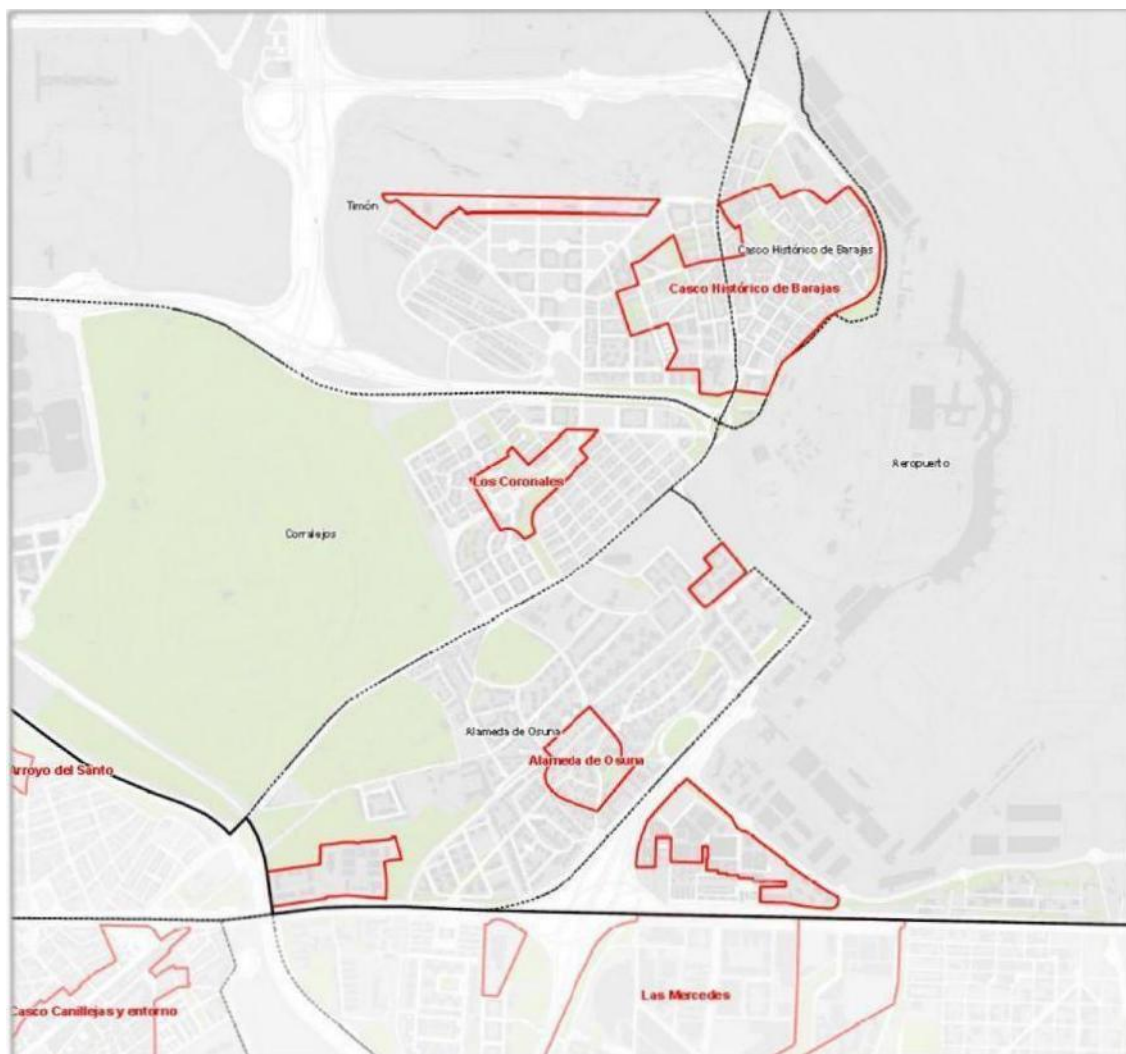 Timón
Casco Histórico de Barajas
Casco Histórico de Barajas
Aeropuerto
Los Coronales
Corralejos
Alameda de Osuna
Alameda de Osuna
Arroyo del Santo
Las Mercedes
Casco Canillejas y entorno